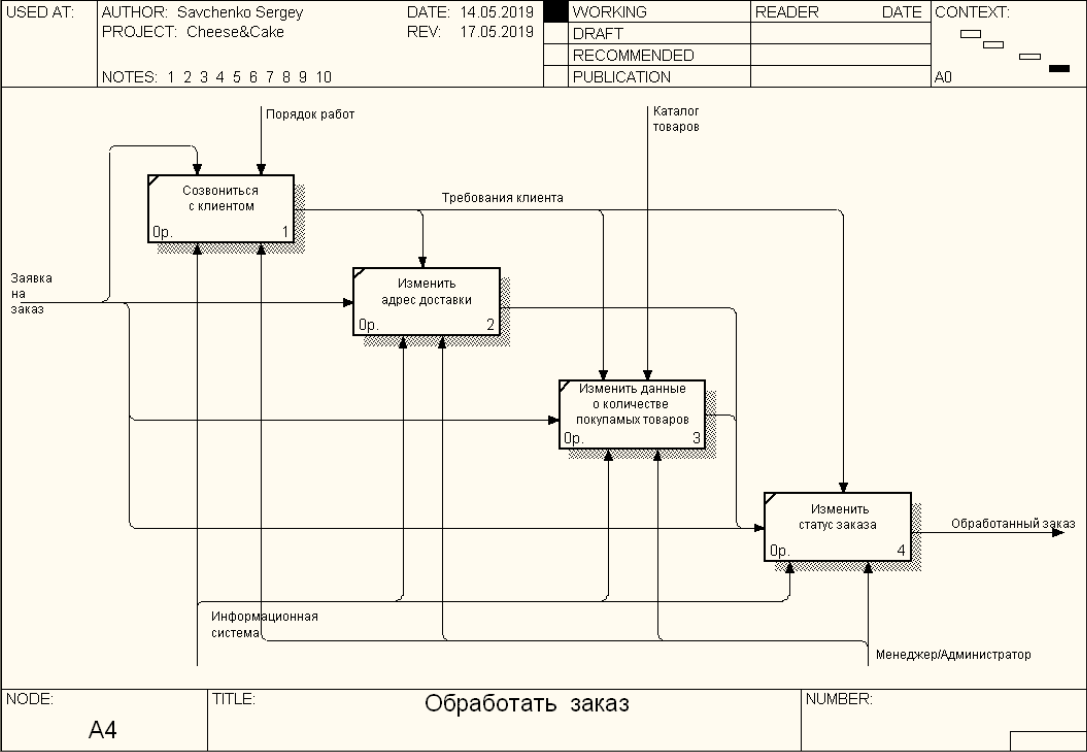 USED AT:
AUTHOR: Savchenko Sergey
DATE: 14.05.2019
PROJECT: Cheese&Cake
REV: 17.05.2019
NOTES: 1 2 3 4 5 6 7 8 9 10
WORKING
DRAFT
RECOMMENDED
PUBLICATION
READER
DATE
CONTEXT:
A0
Порядок работ
Каталог
товаров
Созвониться
с клиентом
0р.
1
Требования клиента
Заявка
на
заказ
Изменить
адрес доставки
0р.
2
Изменить данные
о количестве
покупамых товаров
0р.
3
Изменить
статус заказа
0р.
4
Обработанный заказ
Информационная
система
Менеджер/Администратор
NODE:
A4
TITLE:
Обработать заказ
NUMBER: